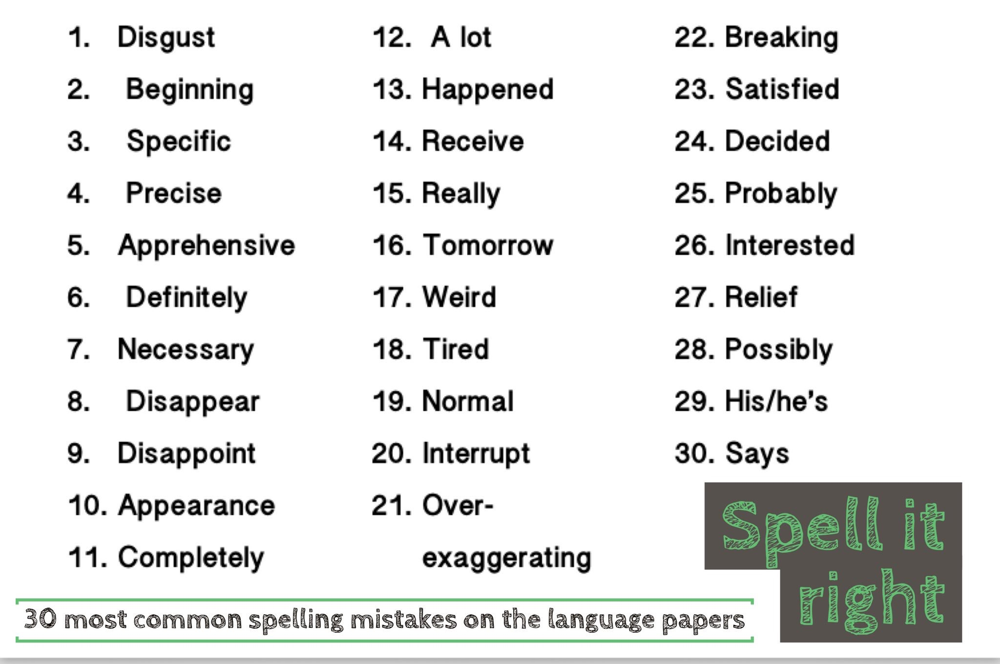 1. Disgust
2. Beginning
3. Specific
4. Precise
5. Apprehensive
6. Definitely
7. Necessary
8. Disappear
9. Disappoint
10. Appearance
11. Completely
12. A lot
13. Happened
14. Receive
15. Really
16. Tomorrow
17. Weird
18. Tired
19. Normal
20. Interrupt
21. Over-
exaggerating
22. Breaking
23. Satisfied
24. Decided
25. Probably
26. Interested
27. Relief
28. Possibly
29. His/he’s
30. Says
Spell it
right
30 most common spelling mistakes on the language papers